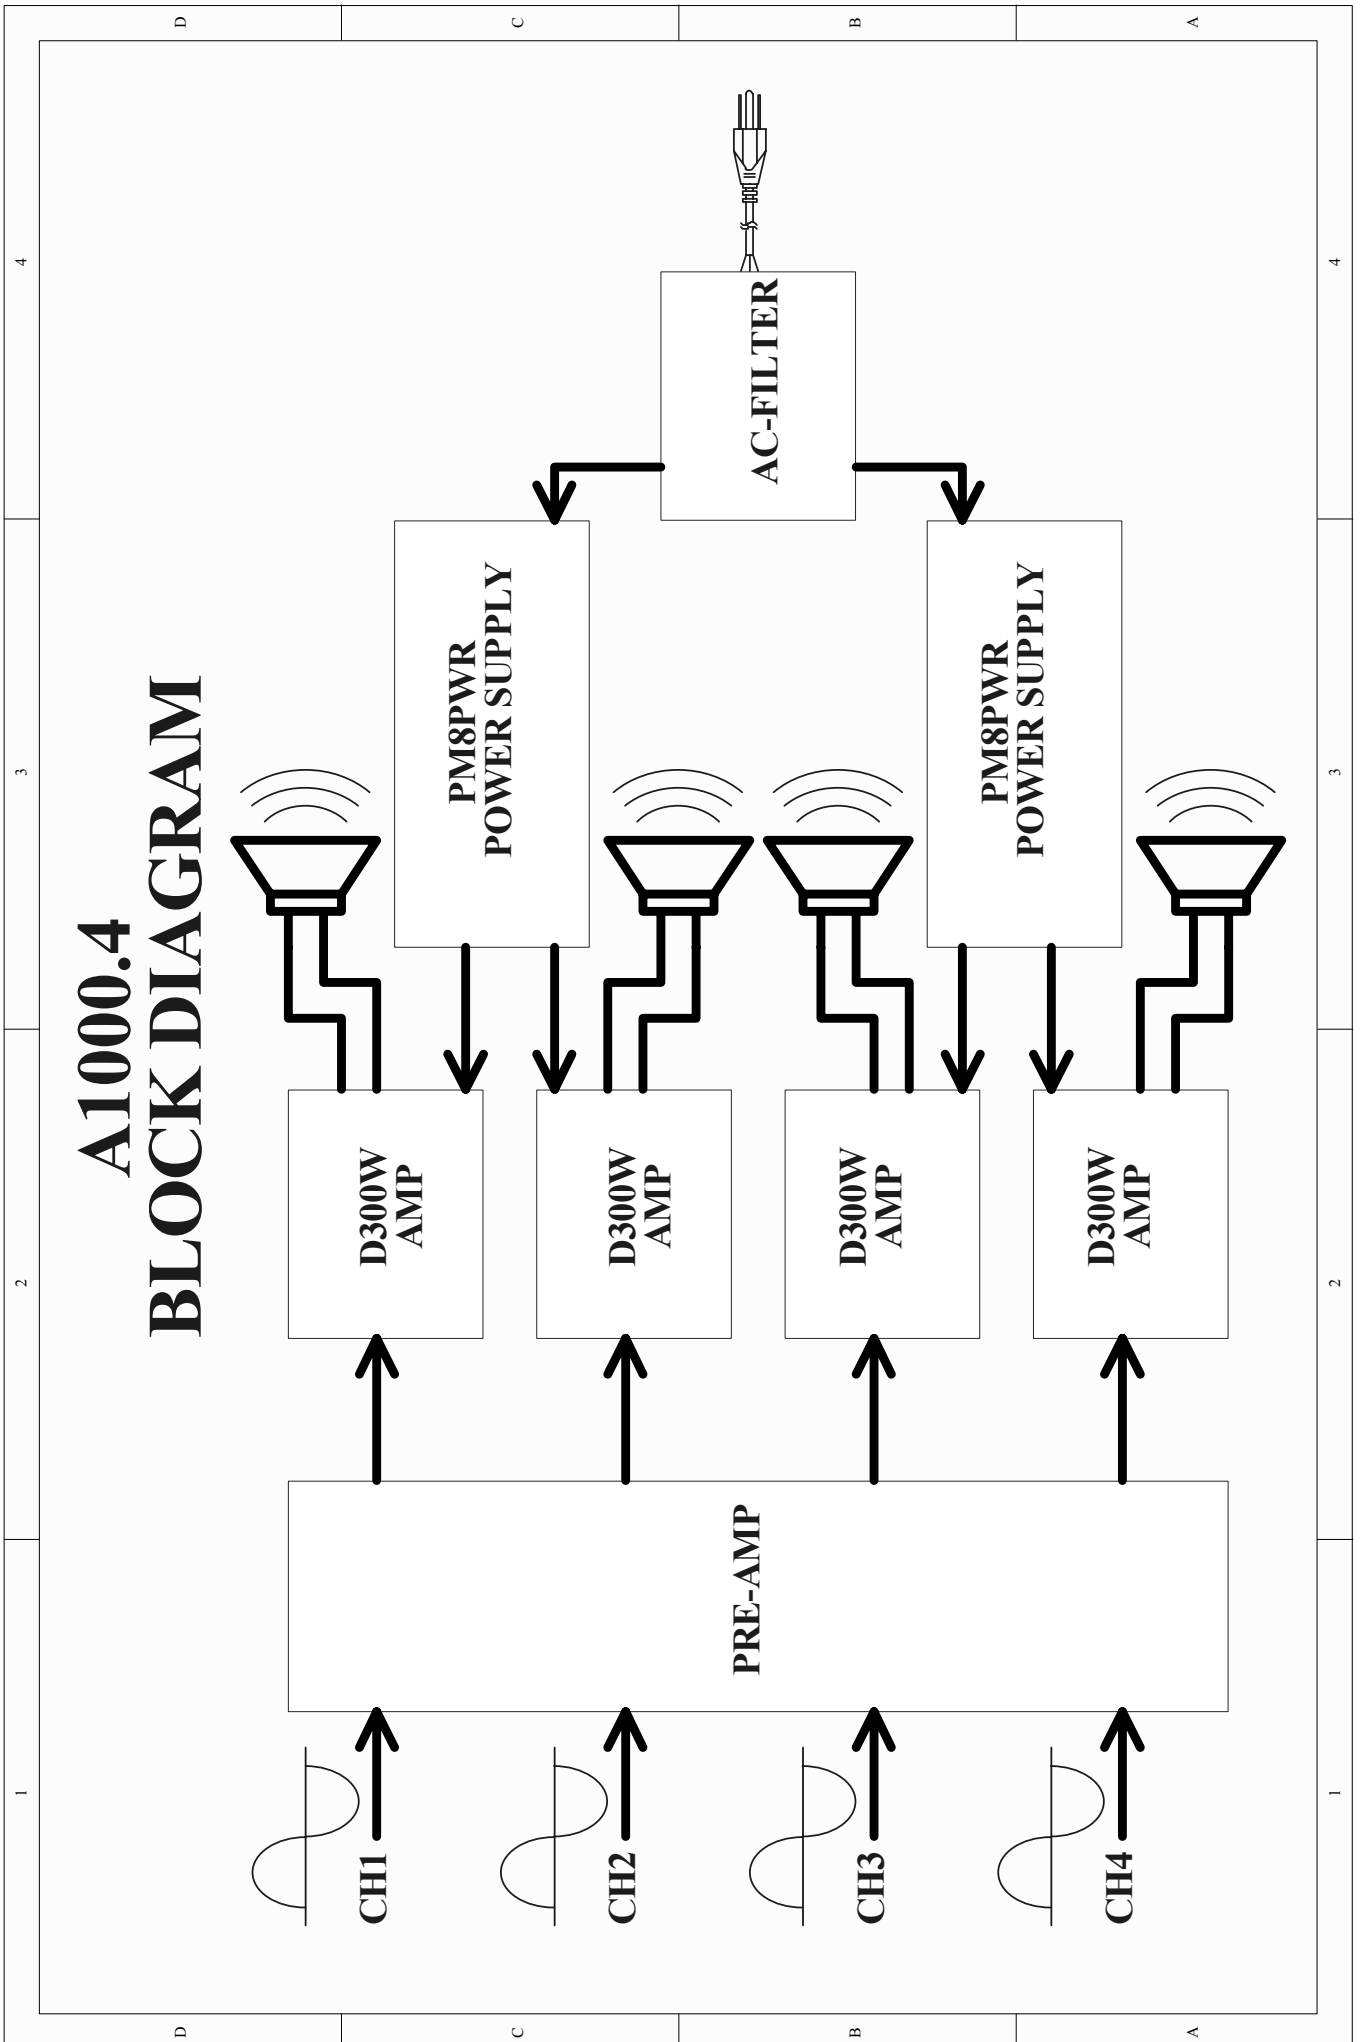 A1000.4
BLOCK DIAGRAM
1
2
3
4
D
D
C
C
B
B
A
A
1
2
3
4
CH1
CH2
CH3
CH4
PRE-AMP
D300W
AMP
D300W
AMP
D300W
AMP
D300W
AMP
PM8PWR
POWER SUPPLY
PM8PWR
POWER SUPPLY
AC-FILTER